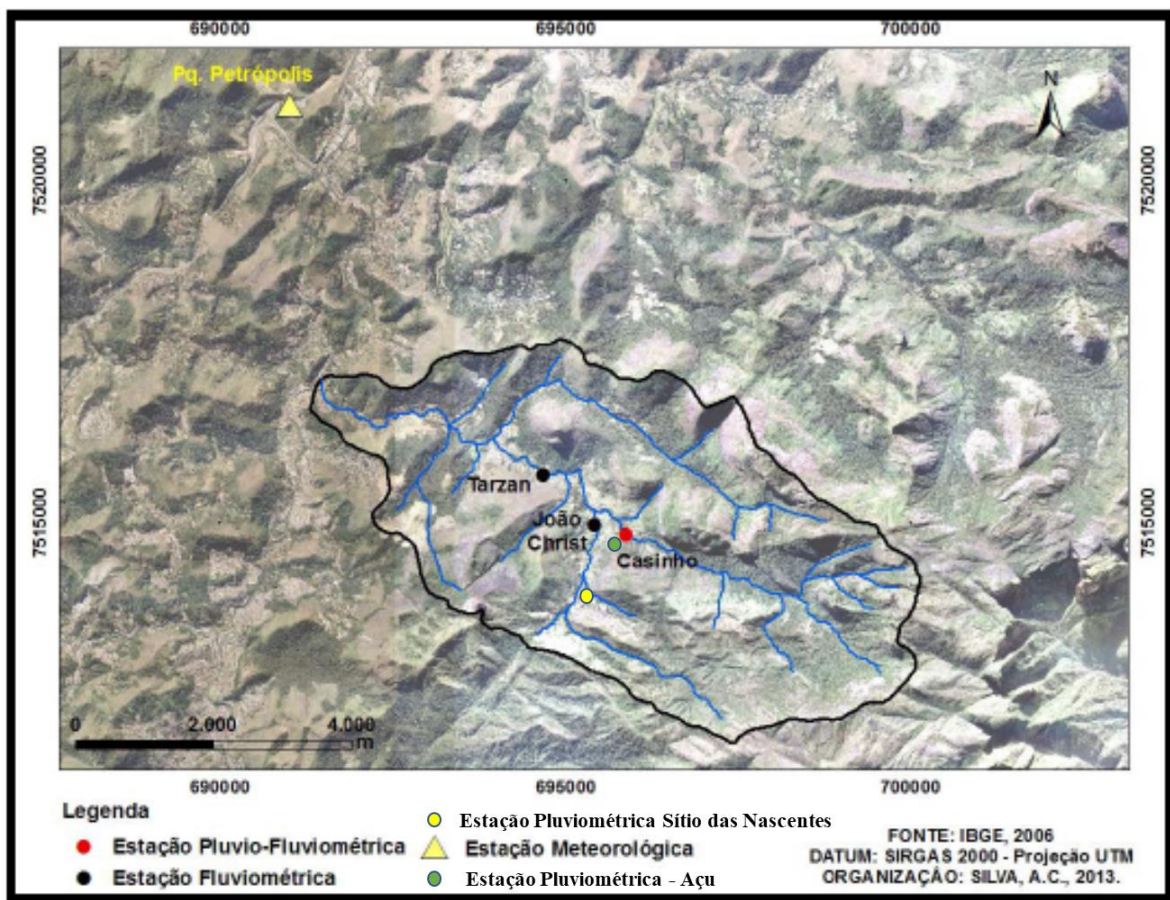 690000 695000 700000
Pq. Petrópolis
N
7520000 7520000
Tarzan
João
Christ
Casinho
7515000 7515000
0 2.000 4.000
m
690000 695000 700000
Legenda
Estação Pluvio-Fluviométrica
Estação Fluviométrica
Estação Pluviométrica Sítio das Nascentes
Estação Meteorológica
Estação Pluviométrica - Açu
FONTE: IBGE, 2006
DATUM: SIRGAS 2000 - Projeção UTM
ORGANIZAÇÃO: SILVA, A.C., 2013.